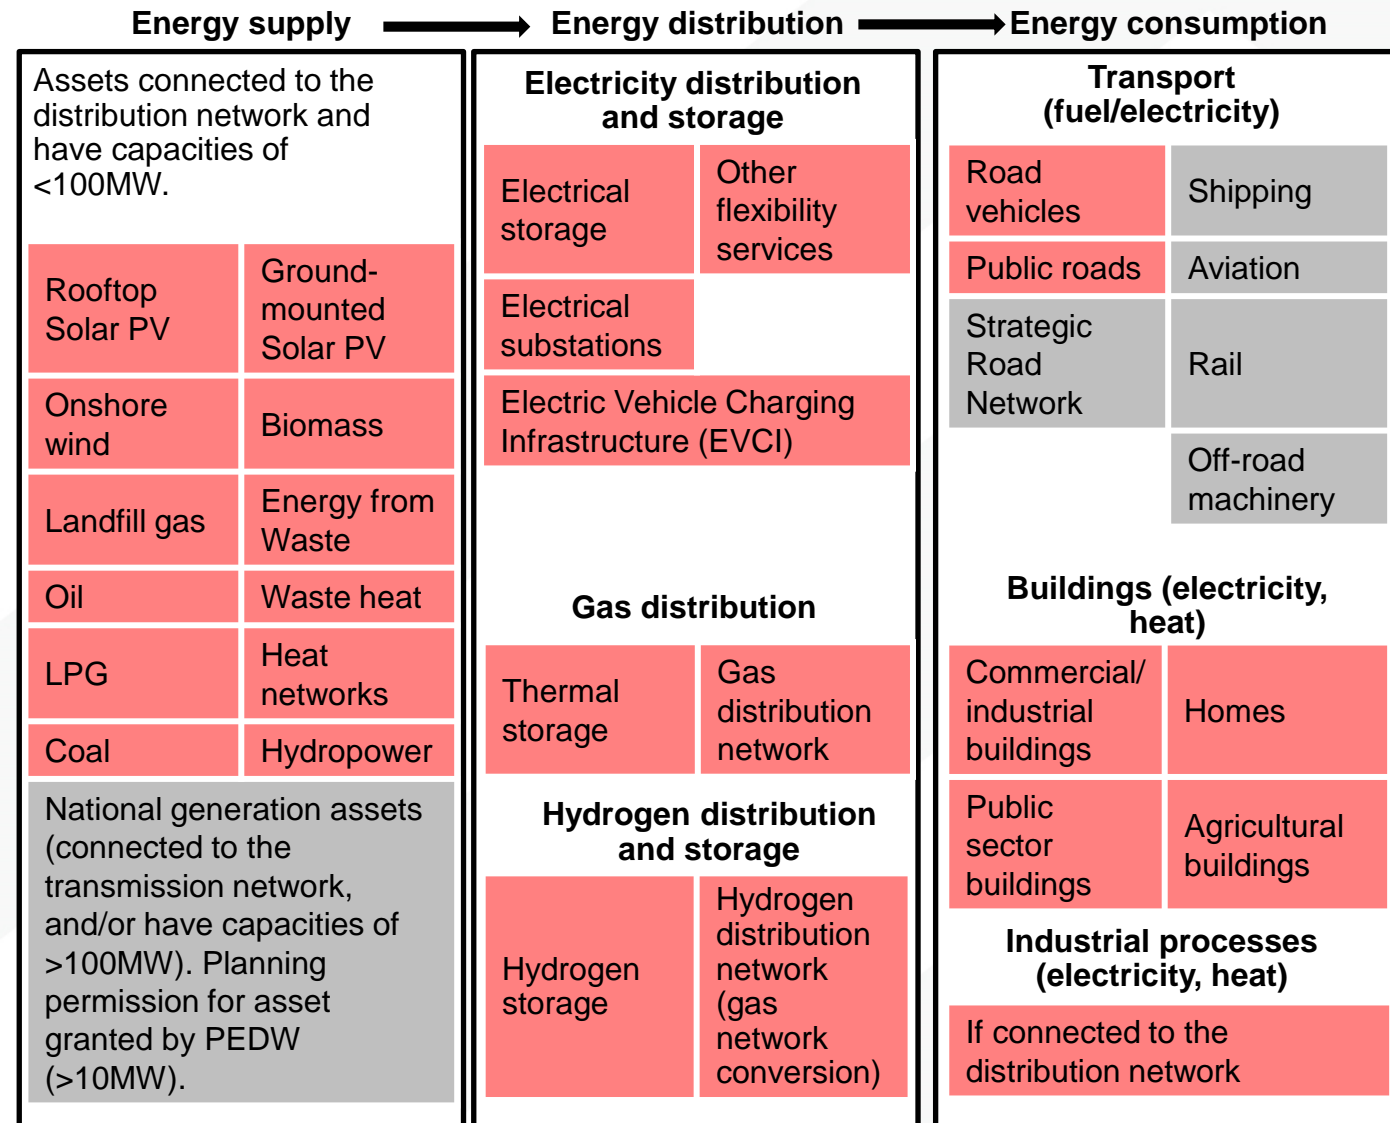 Energy supply
Energy distribution
Energy consumption
Assets connected to the
distribution network and
have capacities of
<100MW.
Rooftop
Solar PV
Ground-
mounted
Solar PV
Onshore
wind
Biomass
Landfill gas
Energy from
Waste
Oil
Waste heat
LPG
Heat
networks
Coal
Hydropower
National generation assets
(connected to the
transmission network,
and/or have capacities of
>100MW). Planning
permission for asset
granted by PEDW
(>10MW).
Electricity distribution
and storage
Electrical
storage
Other
flexibility
services
Electrical
substations
Electric Vehicle Charging
Infrastructure (EVCI)
Gas distribution
Thermal
storage
Gas
distribution
network
Hydrogen distribution
and storage
Hydrogen
storage
Hydrogen
distribution
network
(gas
network
conversion)
Transport
(fuel/electricity)
Road
vehicles
Shipping
Public roads
Aviation
Strategic
Road
Network
Rail
Off-road
machinery
Buildings (electricity,
heat)
Commercial/
industrial
buildings
Homes
Public
sector
buildings
Agricultural
buildings
Industrial processes
(electricity, heat)
If connected to the
distribution network